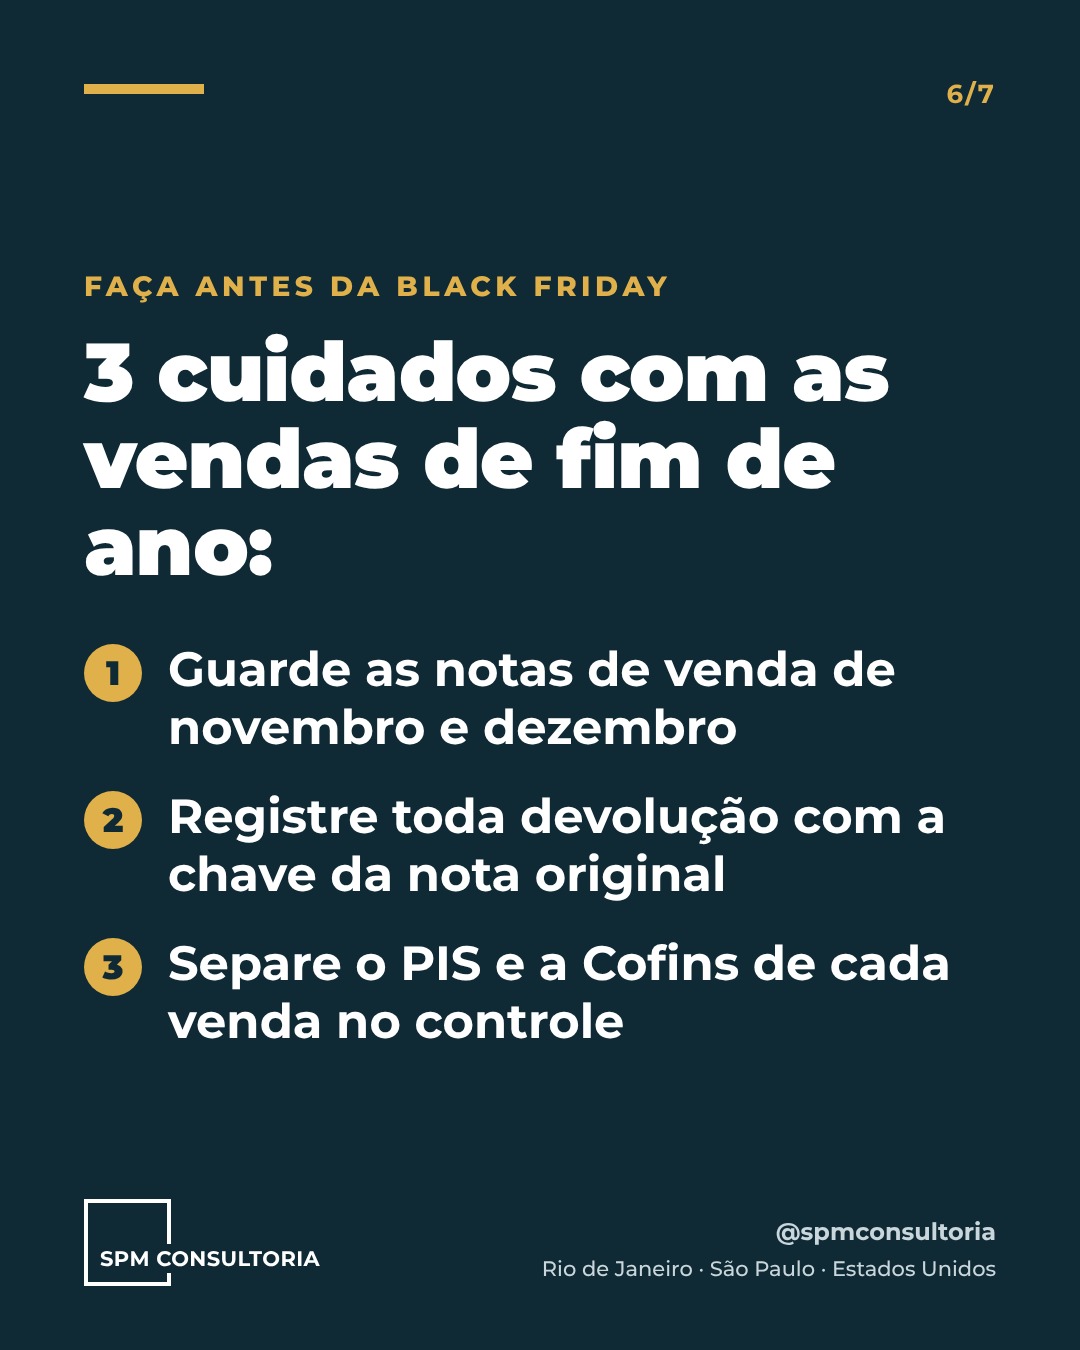 6/7
FAÇA ANTES DA BLACK FRIDAY
3 cuidados com as
vendas de fim de
ano:
1 Guarde as notas de venda de
novembro e dezembro
2 Registre toda devolução com a
chave da nota original
3 Separe o PIS e a Cofins de cada
venda no controle
SPM CONSULTORIA
@spmconsultoria
Rio de Janeiro · São Paulo · Estados Unidos